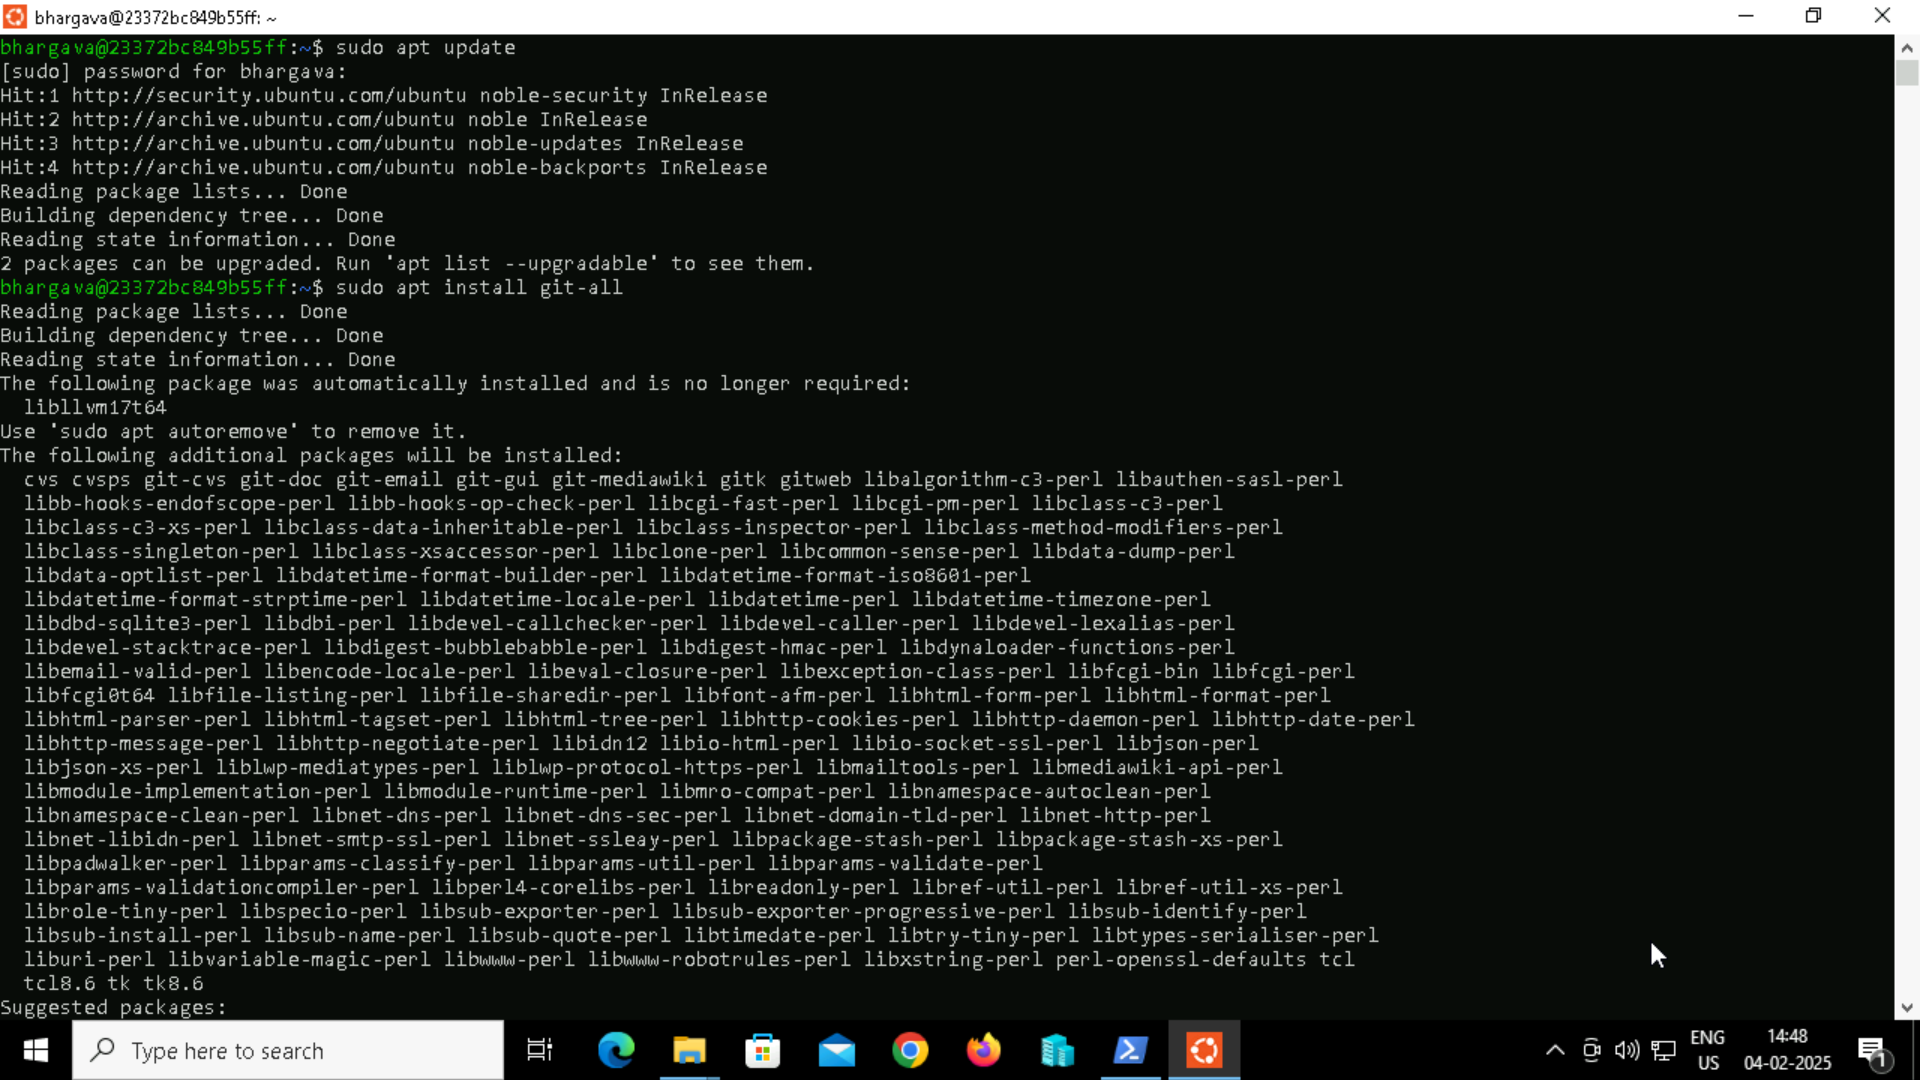 bhargava@23372bc849b55ff: ~
bhargava@23372bc849b55ff:~$ sudo apt update
[sudo] password for bhargava:
Hit:1 http://security.ubuntu.com/ubuntu noble-security InRelease
Hit:2 http://archive.ubuntu.com/ubuntu noble InRelease
Hit:3 http://archive.ubuntu.com/ubuntu noble-updates InRelease
Hit:4 http://archive.ubuntu.com/ubuntu noble-backports InRelease
Reading package lists... Done
Building dependency tree... Done
Reading state information... Done
2 packages can be upgraded. Run 'apt list --upgradable' to see them.
bhargava@23372bc849b55ff:~$ sudo apt install git-all
Reading package lists... Done
Building dependency tree... Done
Reading state information... Done
The following package was automatically installed and is no longer required:
  libllvm17t64
Use 'sudo apt autoremove' to remove it.
The following additional packages will be installed:
  cvs cvsps git-cvs git-doc git-email git-gui git-mediawiki gitk gitweb libalgorithm-c3-perl libauthen-sasl-perl
  libb-hooks-endofscope-perl libb-hooks-op-check-perl libcgi-fast-perl libcgi-pm-perl libclass-c3-perl
  libclass-c3-xs-perl libclass-data-inheritable-perl libclass-inspector-perl libclass-method-modifiers-perl
  libclass-singleton-perl libclass-xsaccessor-perl libclone-perl libcommon-sense-perl libdata-dump-perl
  libdata-optlist-perl libdatetime-format-builder-perl libdatetime-format-iso8601-perl
  libdatetime-format-strptime-perl libdatetime-locale-perl libdatetime-perl libdatetime-timezone-perl
  libdbd-sqlite3-perl libdbi-perl libdevel-callchecker-perl libdevel-caller-perl libdevel-lexalias-perl
  libdevel-stacktrace-perl libdigest-bubblebabble-perl libdigest-hmac-perl libdynaloader-functions-perl
  libemail-valid-perl libencode-locale-perl libeval-closure-perl libexception-class-perl libfcgi-bin libfcgi-perl
  libfcgi0t64 libfile-listing-perl libfile-sharedir-perl libfont-afm-perl libhtml-form-perl libhtml-format-perl
  libhtml-parser-perl libhtml-tagset-perl libhtml-tree-perl libhttp-cookies-perl libhttp-daemon-perl libhttp-date-perl
  libhttp-message-perl libhttp-negotiate-perl libidn12 libio-html-perl libio-socket-ssl-perl libjson-perl
  libjson-xs-perl liblwp-mediatypes-perl liblwp-protocol-https-perl libmailtools-perl libmediawiki-api-perl
  libmodule-implementation-perl libmodule-runtime-perl libmro-compat-perl libnamespace-autoclean-perl
  libnamespace-clean-perl libnet-dns-perl libnet-dns-sec-perl libnet-domain-tld-perl libnet-http-perl
  libnet-libidn-perl libnet-smtp-ssl-perl libnet-ssleay-perl libpackage-stash-perl libpackage-stash-xs-perl
  libpadwalker-perl libparams-classify-perl libparams-util-perl libparams-validate-perl
  libparams-validationcompiler-perl libperl4-corelibs-perl libreadonly-perl libref-util-perl libref-util-xs-perl
  librole-tiny-perl libspecio-perl libsub-exporter-perl libsub-exporter-progressive-perl libsub-identify-perl
  libsub-install-perl libsub-name-perl libsub-quote-perl libtimedate-perl libtry-tiny-perl libtypes-serialiser-perl
  liburi-perl libvariable-magic-perl libwww-perl libwww-robotrules-perl libxstring-perl perl-openssl-defaults tcl
  tcl8.6 tk tk8.6
Suggested packages:
Type here to search
ENG
US
14:48
04-02-2025
1